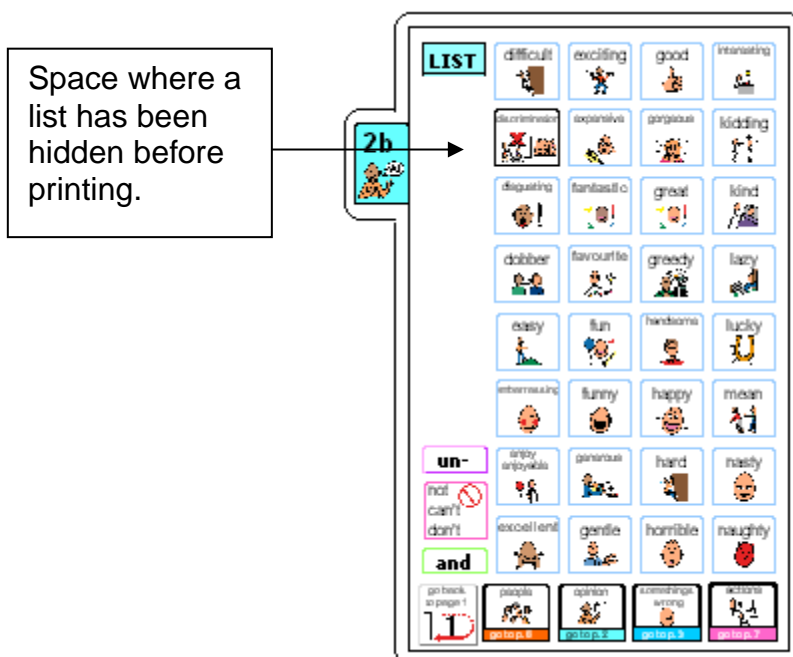 Space where a
list has been
hidden before
printing.
2b
LIST
difficult exciting good interesting
discrimination expensive gorgeous kidding
disgusting fantastic great kind
dobber favourite greedy lazy
easy fun handsome lucky
embarrassing funny happy mean
un-
enjoy
enjoyable generous hard nasty
not
can't
don't
excellent gentle horrible naughty
and
go back
to page 1
people opinion something's
wrong actions
go to p. 6 go to p. 2 go to p. 3 go to p. 7